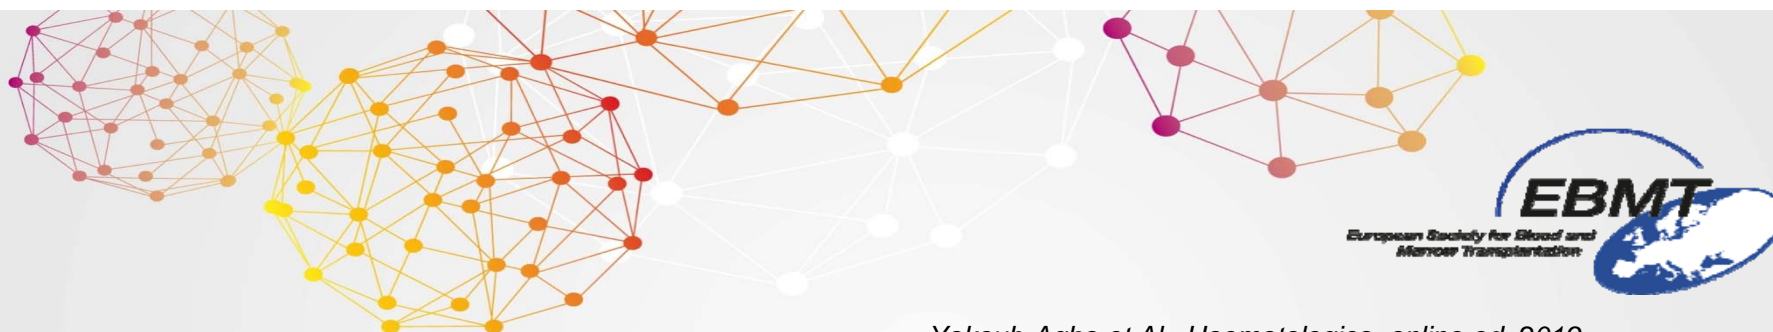 EBMT
European Society for Blood and
Marrow Transplantation
Yakoub-Agha et Al., Haematologica, online ed. 2019